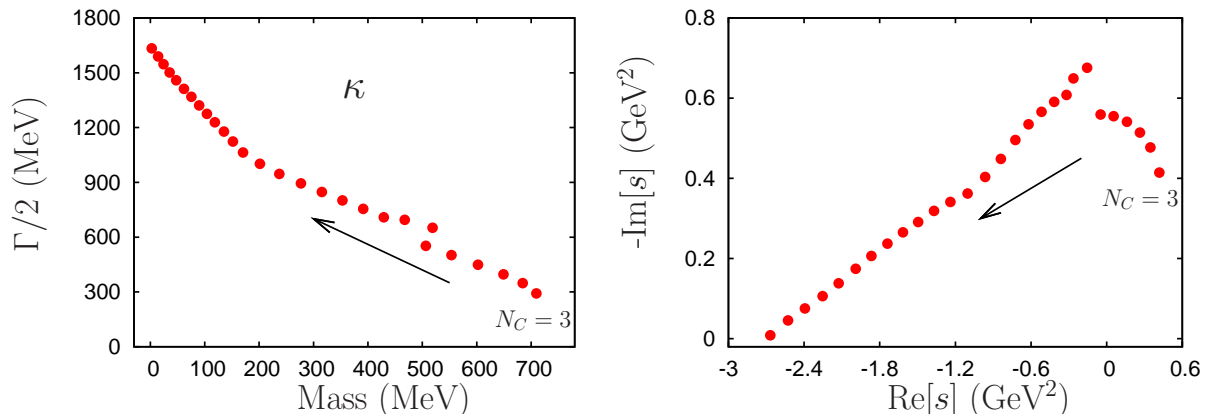 1800
1500
1200
900
600
300
0
Γ/2 (MeV)
κ
N_C = 3
0 100 200 300 400 500 600 700
Mass (MeV)
0.8
0.6
0.4
0.2
0
-Im[s] (GeV²)
N_C = 3
-3 -2.4 -1.8 -1.2 -0.6 0 0.6
Re[s] (GeV²)